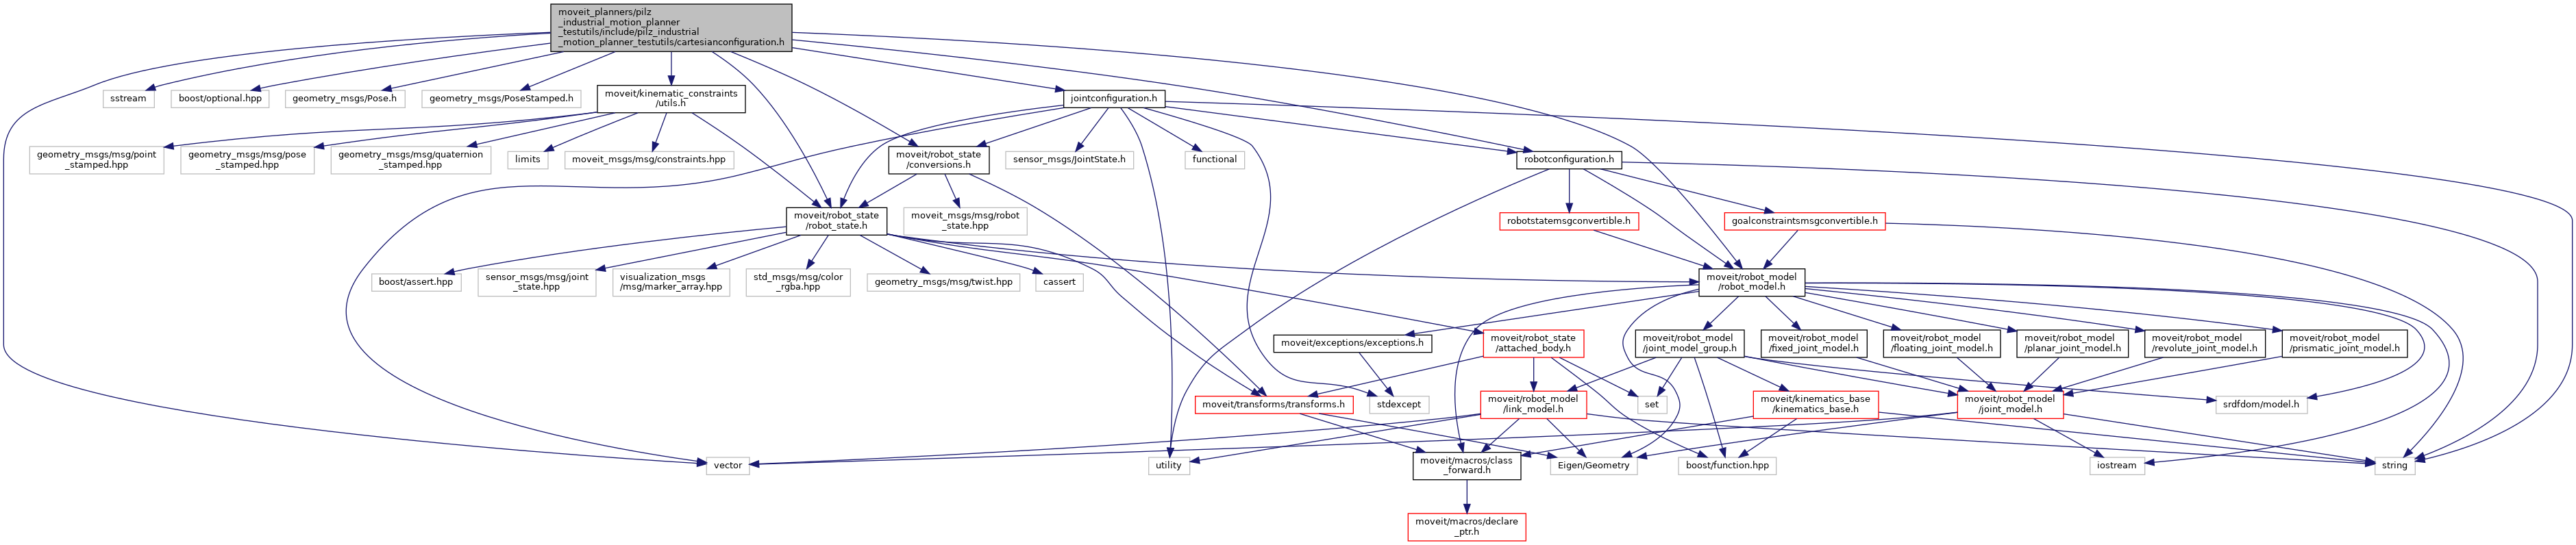 moveit_planners/pilz
_industrial_motion_planner
_testutils/include/pilz_industrial
_motion_planner_testutils/cartesianconfiguration.h
sstream
boost/optional.hpp
geometry_msgs/Pose.h
geometry_msgs/PoseStamped.h
moveit/kinematic_constraints
/utils.h
jointconfiguration.h
geometry_msgs/msg/point
_stamped.hpp
geometry_msgs/msg/pose
_stamped.hpp
geometry_msgs/msg/quaternion
_stamped.hpp
limits
moveit_msgs/msg/constraints.hpp
moveit/robot_state
/conversions.h
sensor_msgs/JointState.h
functional
robotconfiguration.h
moveit/robot_state
/robot_state.h
moveit_msgs/msg/robot
_state.hpp
robotstatemsgconvertible.h
goalconstraintsmsgconvertible.h
boost/assert.hpp
sensor_msgs/msg/joint
_state.hpp
visualization_msgs
/msg/marker_array.hpp
std_msgs/msg/color
_rgba.hpp
geometry_msgs/msg/twist.hpp
cassert
moveit/robot_model
/robot_model.h
moveit/exceptions/exceptions.h
moveit/robot_state
/attached_body.h
moveit/robot_model
/joint_model_group.h
moveit/robot_model
/fixed_joint_model.h
moveit/robot_model
/floating_joint_model.h
moveit/robot_model
/planar_joint_model.h
moveit/robot_model
/revolute_joint_model.h
moveit/robot_model
/prismatic_joint_model.h
moveit/transforms/transforms.h
stdexcept
moveit/robot_model
/link_model.h
set
moveit/kinematics_base
/kinematics_base.h
moveit/robot_model
/joint_model.h
srdfdom/model.h
vector
utility
moveit/macros/class
_forward.h
Eigen/Geometry
boost/function.hpp
iostream
string
moveit/macros/declare
_ptr.h